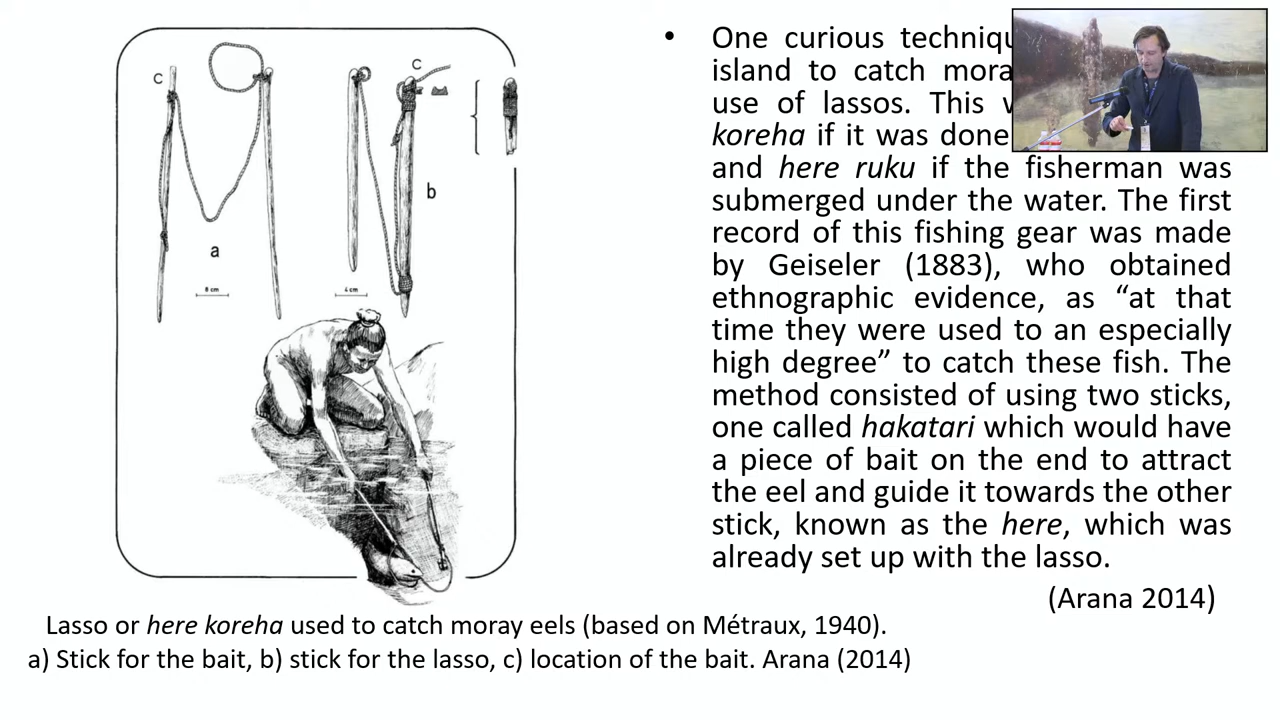 c
c
b
a
8 cm
4 cm
• One curious
island to catch
use of lassos. This
koreha if it was done
and here ruku if the fisherman was
submerged under the water. The first
record of this fishing gear was made
by Geiseler (1883), who obtained
ethnographic evidence, as “at that
time they were used to an especially
high degree” to catch these fish. The
method consisted of using two sticks,
one called hakatari which would have
a piece of bait on the end to attract
the eel and guide it towards the other
stick, known as the here, which was
already set up with the lasso.
(Arana 2014)
Lasso or here koreha used to catch moray eels (based on Métraux, 1940).
a) Stick for the bait, b) stick for the lasso, c) location of the bait. Arana (2014)